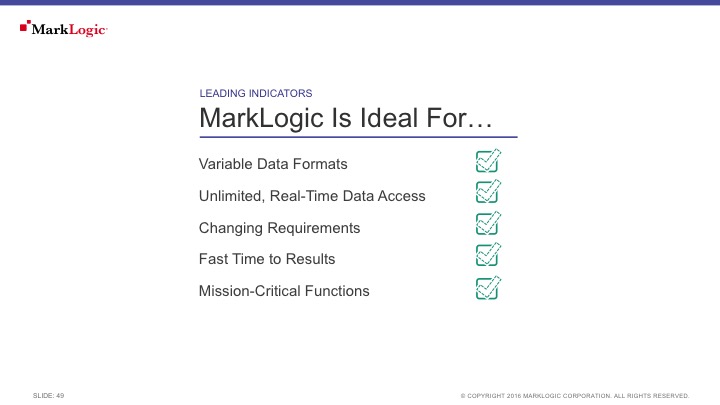 MarkLogic
LEADING INDICATORS
MarkLogic Is Ideal For…
Variable Data Formats
Unlimited, Real-Time Data Access
Changing Requirements
Fast Time to Results
Mission-Critical Functions
SLIDE: 49
© COPYRIGHT 2016 MARKLOGIC CORPORATION. ALL RIGHTS RESERVED.